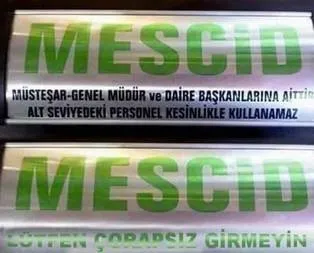 MESCİD
MÜSTEŞAR-GENEL MÜDÜR ve DAİRE BAŞKANLARINA AİTTİR
ALT SEVİYEDEKİ PERSONEL KESİNLİKLE KULLANAMAZ
MESCİD
LÜTFEN ÇORAPSIZ GİRMEYİN